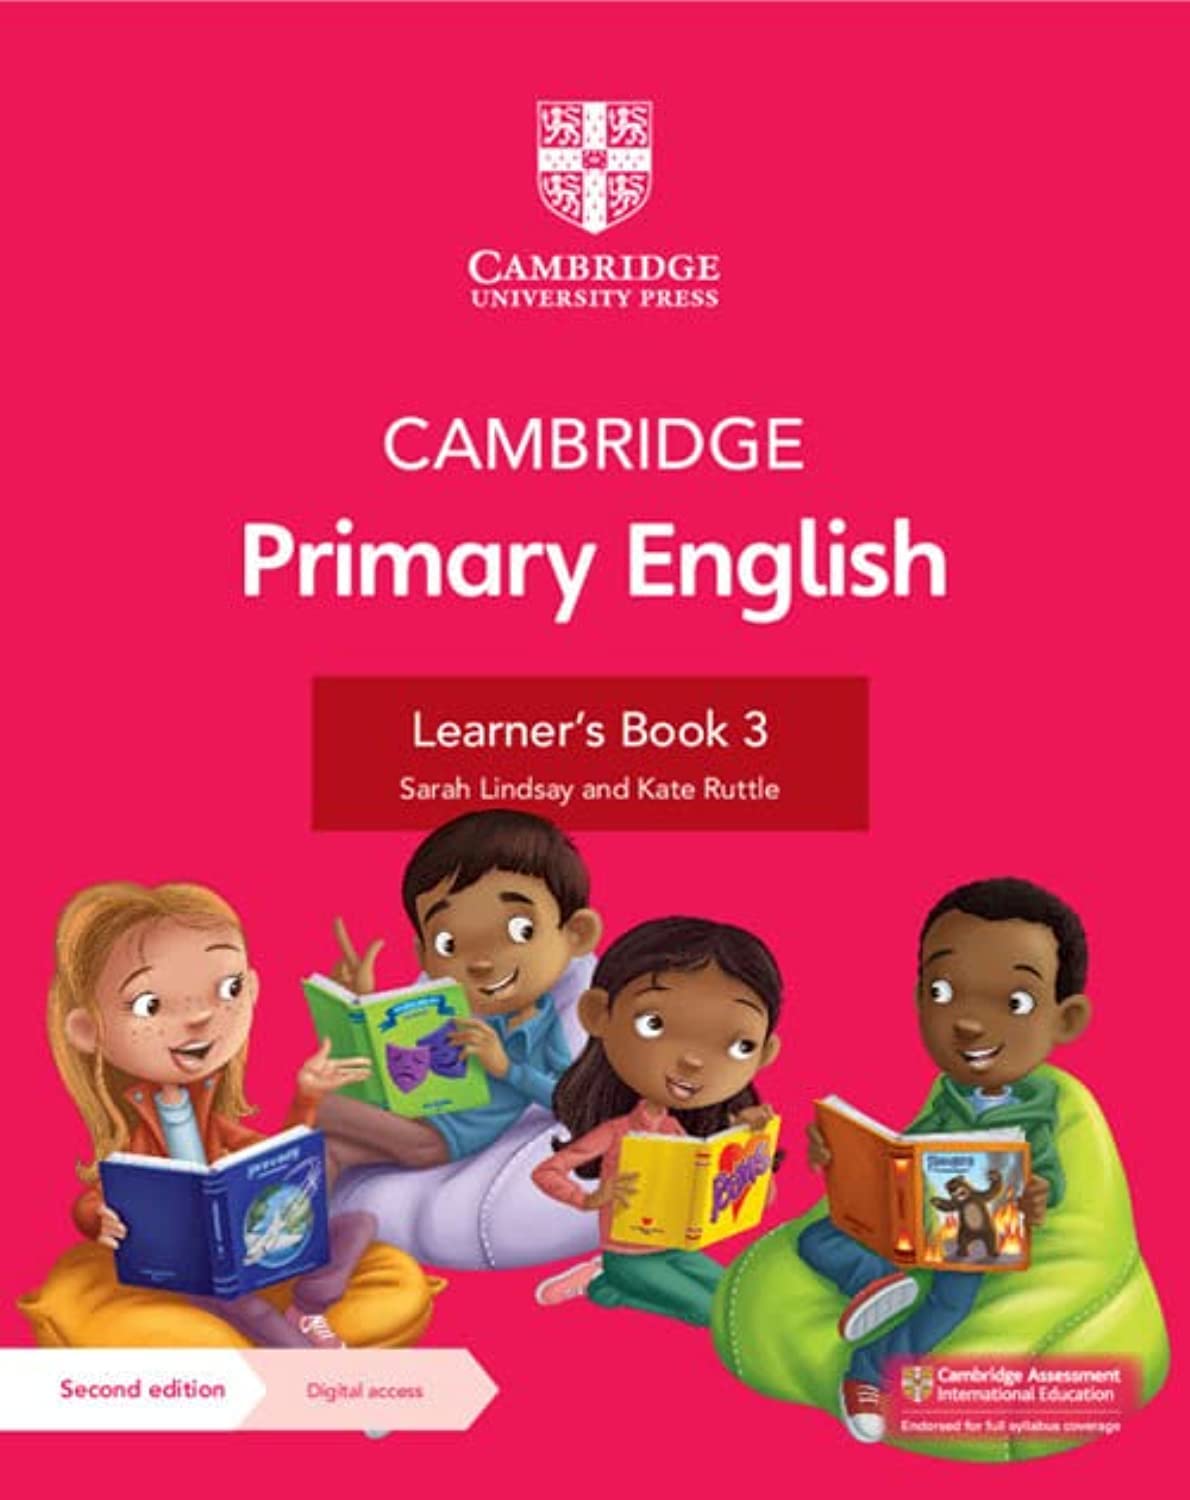 CAMBRIDGE
UNIVERSITY PRESS
CAMBRIDGE
Primary English
Learner's Book 3
Sarah Lindsay and Kate Ruttle
Second edition
Digital access
Cambridge Assessment
International Education
Endorsed for full syllabus coverage